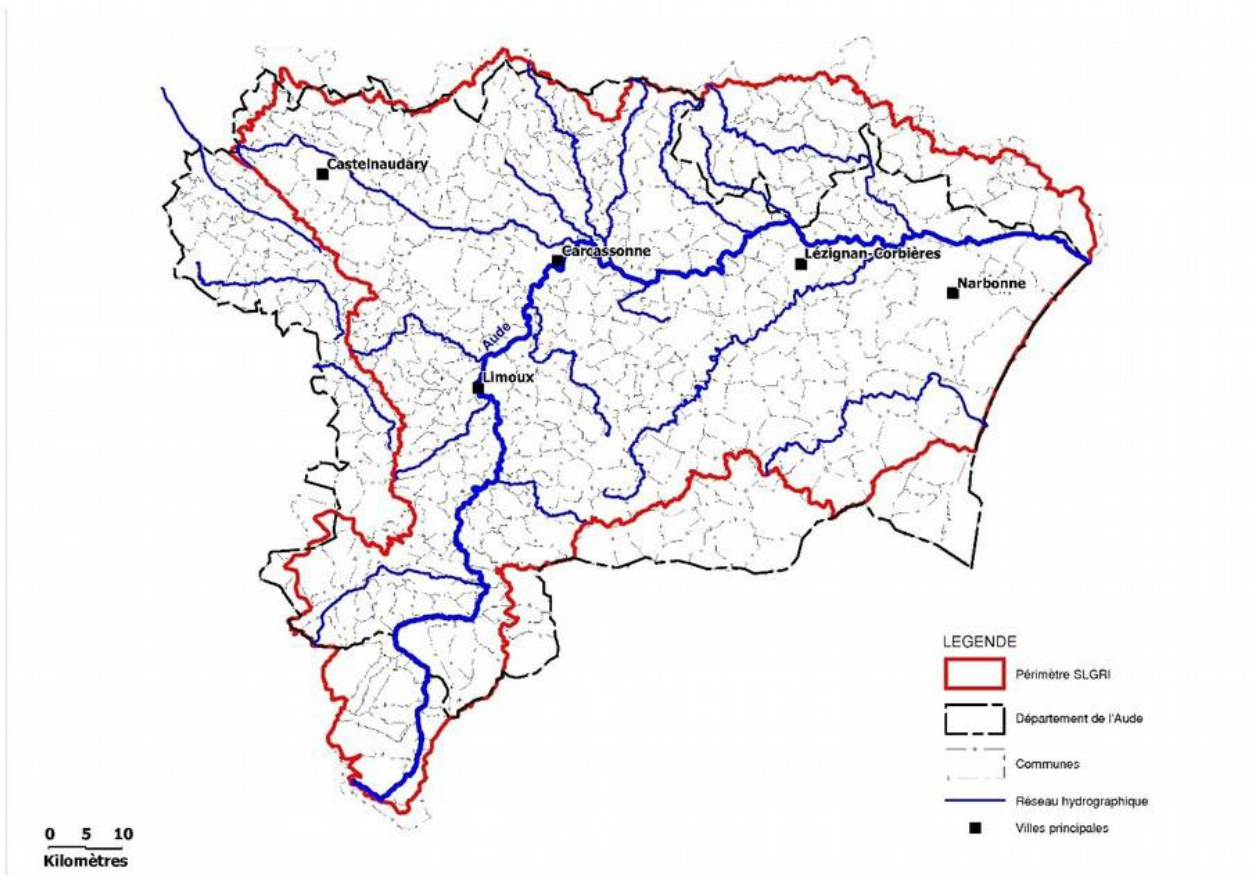 Castelnaudary
Carcassonne
Lézignan-Corbières
Narbonne
Aude
Limoux
LEGENDE
Périmètre SLGRI
Département de l'Aude
Communes
Réseau hydrographique
Villes principales
0 5 10
Kilomètres